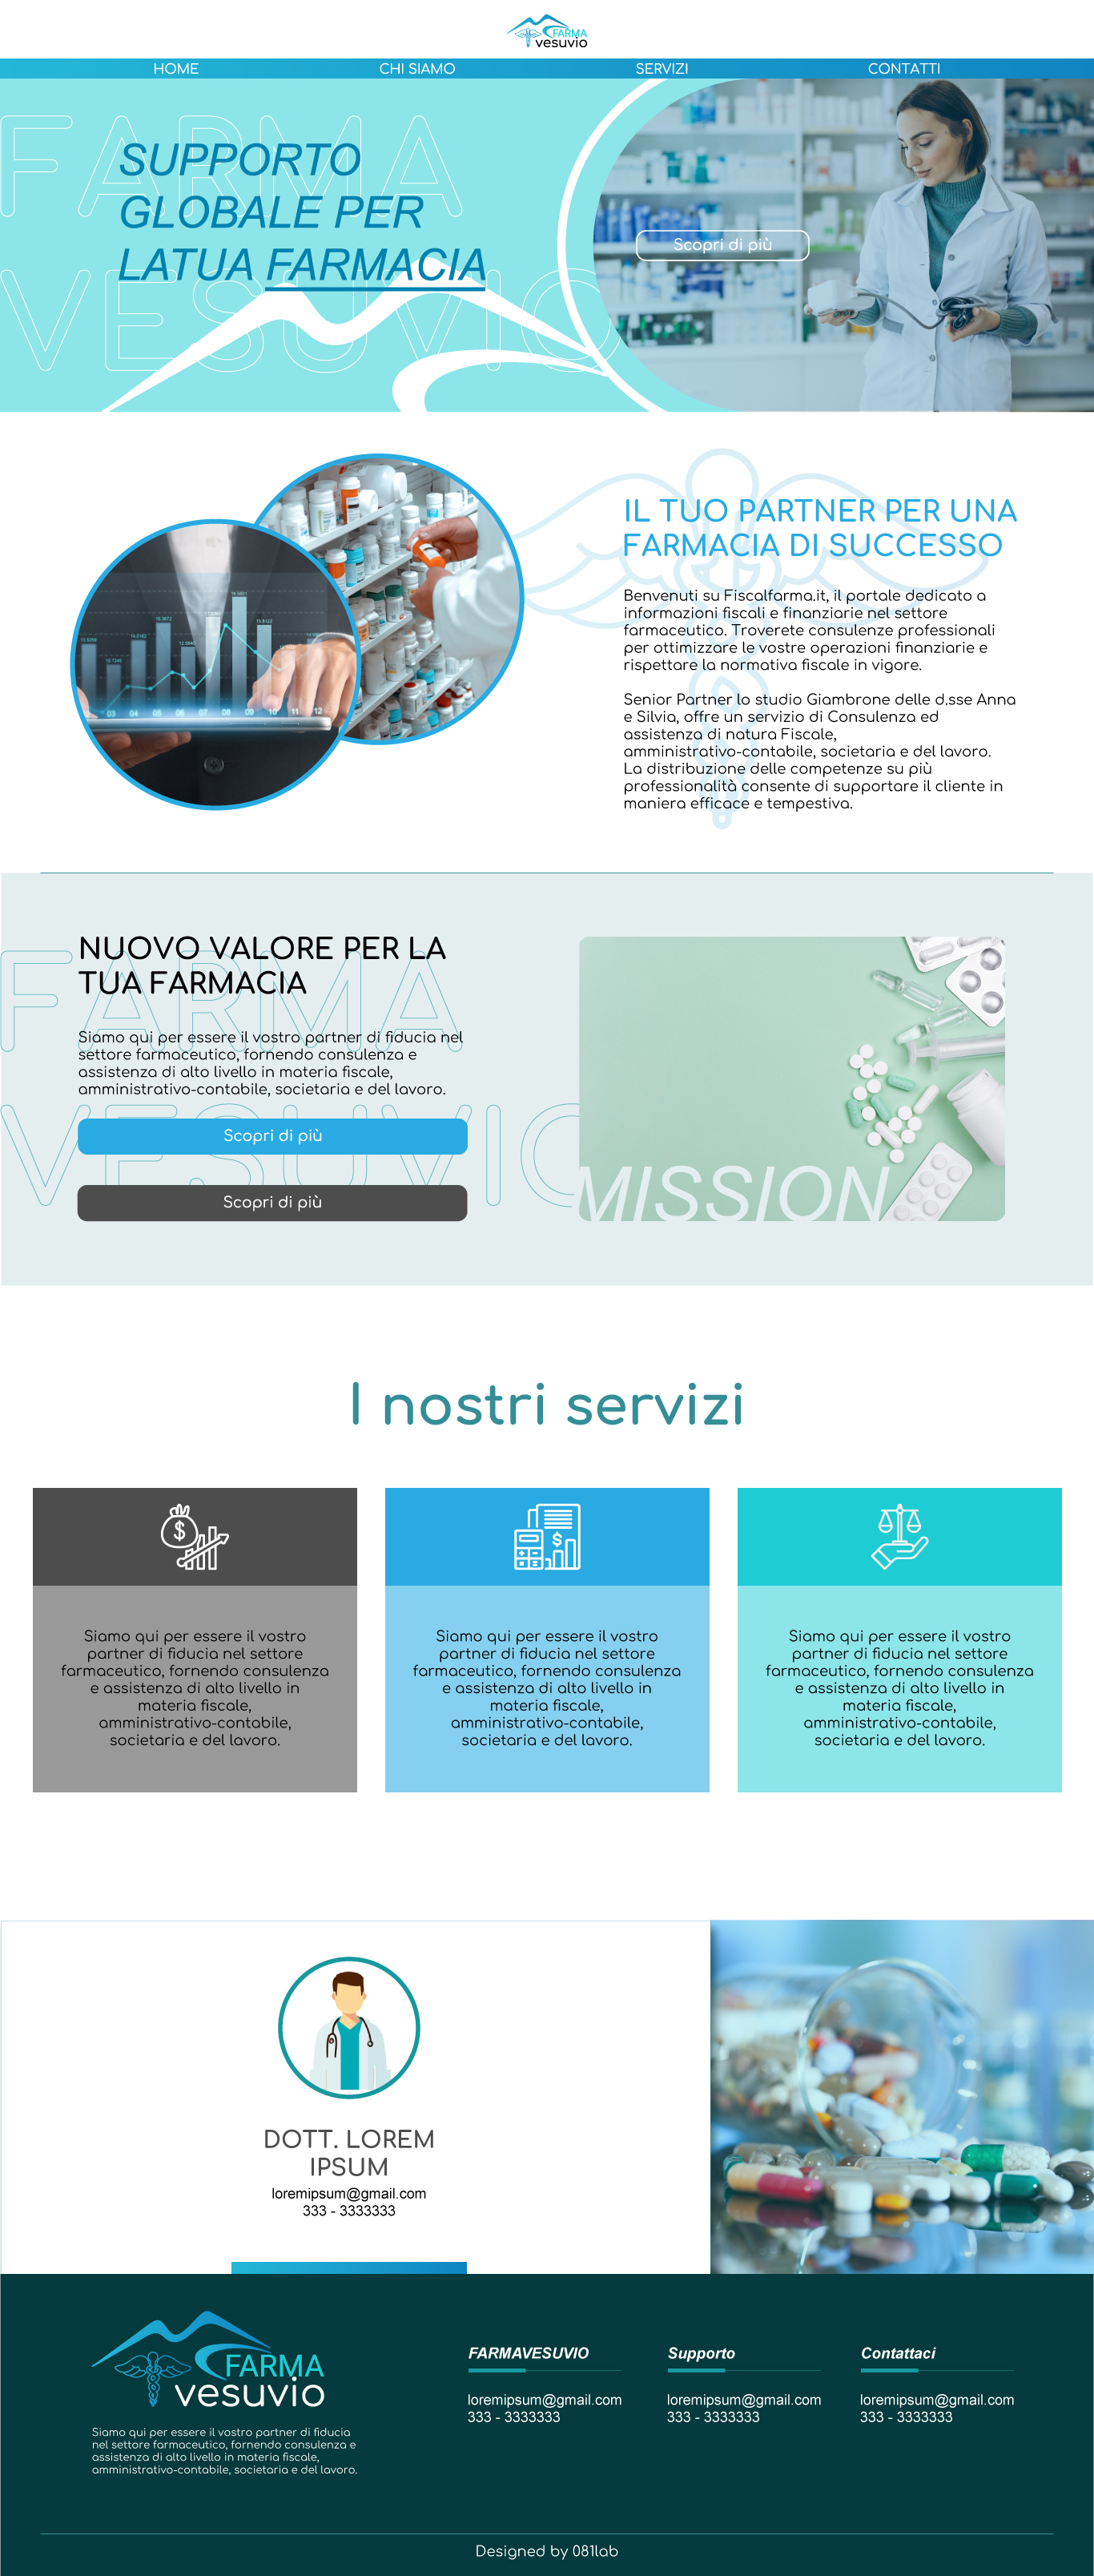 FARMA
vesuvio
HOME CHI SIAMO SERVIZI CONTATTI
FARMA
VESUVIO
SUPPORTO
GLOBALE PER
LATUA FARMACIA
Scopri di più
IL TUO PARTNER PER UNA
FARMACIA DI SUCCESSO
Benvenuti su Fiscalfarma.it, il portale dedicato a
informazioni fiscali e finanziarie nel settore
farmaceutico. Troverete consulenze professionali
per ottimizzare le vostre operazioni finanziarie e
rispettare la normativa fiscale in vigore.
Senior Partner lo studio Giambrone delle d.sse Anna
e Silvia, offre un servizio di Consulenza ed
assistenza di natura Fiscale,
amministrativo-contabile, societaria e del lavoro.
La distribuzione delle competenze su più
professionalità consente di supportare il cliente in
maniera efficace e tempestiva.
03 04 05 06 07 08 09 10 11 12
FARMA
VESUVIO
NUOVO VALORE PER LA
TUA FARMACIA
Siamo qui per essere il vostro partner di fiducia nel
settore farmaceutico, fornendo consulenza e
assistenza di alto livello in materia fiscale,
amministrativo-contabile, societaria e del lavoro.
Scopri di più
Scopri di più
MISSION
I nostri servizi
Siamo qui per essere il vostro
partner di fiducia nel settore
farmaceutico, fornendo consulenza
e assistenza di alto livello in
materia fiscale,
amministrativo-contabile,
societaria e del lavoro.
Siamo qui per essere il vostro
partner di fiducia nel settore
farmaceutico, fornendo consulenza
e assistenza di alto livello in
materia fiscale,
amministrativo-contabile,
societaria e del lavoro.
Siamo qui per essere il vostro
partner di fiducia nel settore
farmaceutico, fornendo consulenza
e assistenza di alto livello in
materia fiscale,
amministrativo-contabile,
societaria e del lavoro.
DOTT. LOREM
IPSUM
loremipsum@gmail.com
333 - 3333333
FARMA
vesuvio
Siamo qui per essere il vostro partner di fiducia
nel settore farmaceutico, fornendo consulenza e
assistenza di alto livello in materia fiscale,
amministrativo-contabile, societaria e del lavoro.
FARMAVESUVIO
loremipsum@gmail.com
333 - 3333333
Supporto
loremipsum@gmail.com
333 - 3333333
Contattaci
loremipsum@gmail.com
333 - 3333333
Designed by 081lab